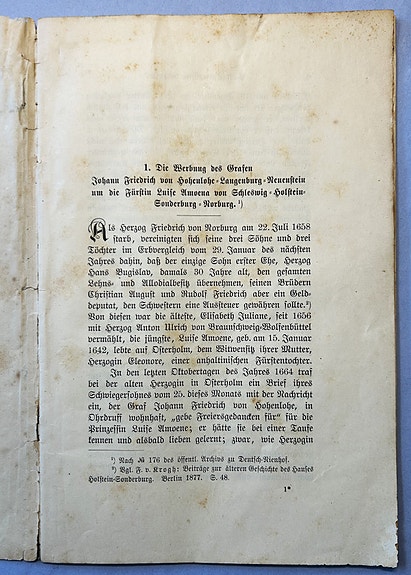 1. Die Werbung des Grafen
Johann Friedrich von Hohenlohe-Langenburg-Neuenstein
um die Fürstin Luise Amoena von Schleswig-Holstein-
Sonderburg-Norburg.¹)
Als Herzog Friedrich von Norburg am 22. Juli 1658
starb, vereinigten sich seine drei Söhne und drei
Töchter im Erbvergleich vom 29. Januar des nächsten
Jahres dahin, daß der einzige Sohn erster Ehe, Herzog
Hans Bugislav, damals 30 Jahre alt, den gesamten
Lehns- und Allodialbesitz übernehmen, seinen Brüdern
Christian August und Rudolf Friedrich aber ein Geld-
deputat, den Schwestern eine Aussteuer gewähren sollte.²)
Von diesen war die älteste, Elisabeth Juliane, seit 1656
mit Herzog Anton Ulrich von Braunschweig-Wolfenbüttel
vermählt, die jüngste, Luise Amoene, geb. am 15. Januar
1642, lebte auf Osterholm, dem Witwensitz ihrer Mutter,
Herzogin Eleonore, einer anhaltinischen Fürstentochter.
In den letzten Oktobertagen des Jahres 1664 traf
bei der alten Herzogin in Osterholm ein Brief ihres
Schwiegersohnes vom 25. dieses Monats mit der Nachricht
ein, der Graf Johann Friedrich von Hohenlohe, in
Ohrdruff wohnhaft, „gebe Freiersgedancken für“ für die
Prinzessin Luise Amoene; er hätte sie bei einer Taufe
kennen und alsbald lieben gelernt; zwar, wie Herzogin
¹) Nach № 176 des öffentl. Archivs zu Deutsch-Nienhof.
²) Vgl. F. v. Krogh: Beiträge zur älteren Geschichte des Hauses
Holstein-Sonderburg. Berlin 1877. S. 48.
1*